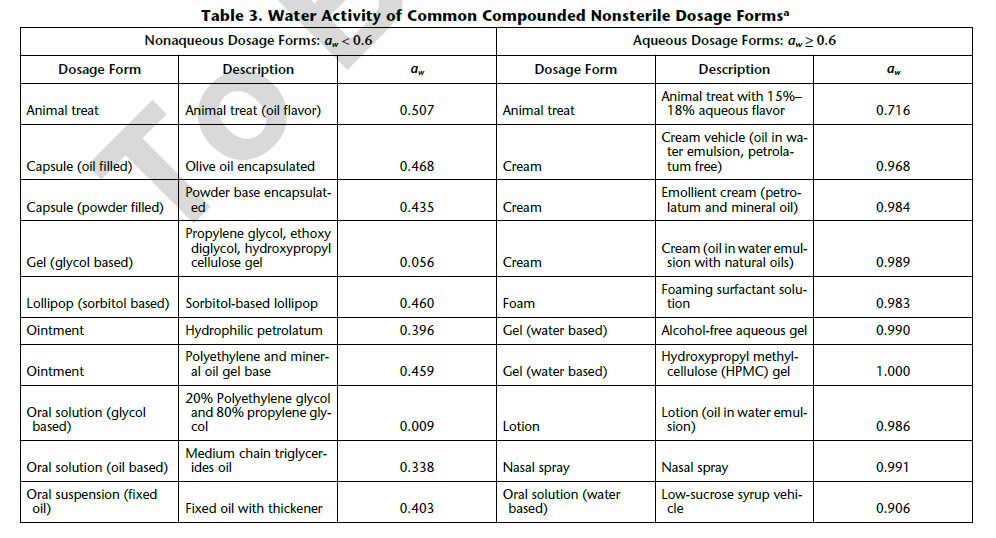 Table 3. Water Activity of Common Compounded Nonsterile Dosage Formsa
Nonaqueous Dosage Forms: aw < 0.6 Aqueous Dosage Forms: aw ≥ 0.6
Dosage Form Description aw Dosage Form Description aw
Animal treat Animal treat (oil flavor) 0.507 Animal treat Animal treat with 15%–
18% aqueous flavor 0.716
Capsule (oil filled) Olive oil encapsulated 0.468 Cream Cream vehicle (oil in wa-
ter emulsion, petrola-
tum free) 0.968
Capsule (powder filled) Powder base encapsulat-
ed 0.435 Cream Emollient cream (petro-
latum and mineral oil) 0.984
Gel (glycol based) Propylene glycol, ethoxy
diglycol, hydroxypropyl
cellulose gel 0.056 Cream Cream (oil in water emul-
sion with natural oils) 0.989
Lollipop (sorbitol based) Sorbitol-based lollipop 0.460 Foam Foaming surfactant solu-
tion 0.983
Ointment Hydrophilic petrolatum 0.396 Gel (water based) Alcohol-free aqueous gel 0.990
Ointment Polyethylene and miner-
al oil gel base 0.459 Gel (water based) Hydroxypropyl methyl-
cellulose (HPMC) gel 1.000
Oral solution (glycol
based) 20% Polyethylene glycol
and 80% propylene gly-
col 0.009 Lotion Lotion (oil in water emul-
sion) 0.986
Oral solution (oil based) Medium chain triglycer-
ides oil 0.338 Nasal spray Nasal spray 0.991
Oral suspension (fixed
oil) Fixed oil with thickener 0.403 Oral solution (water
based) Low-sucrose syrup vehi-
cle 0.906
To